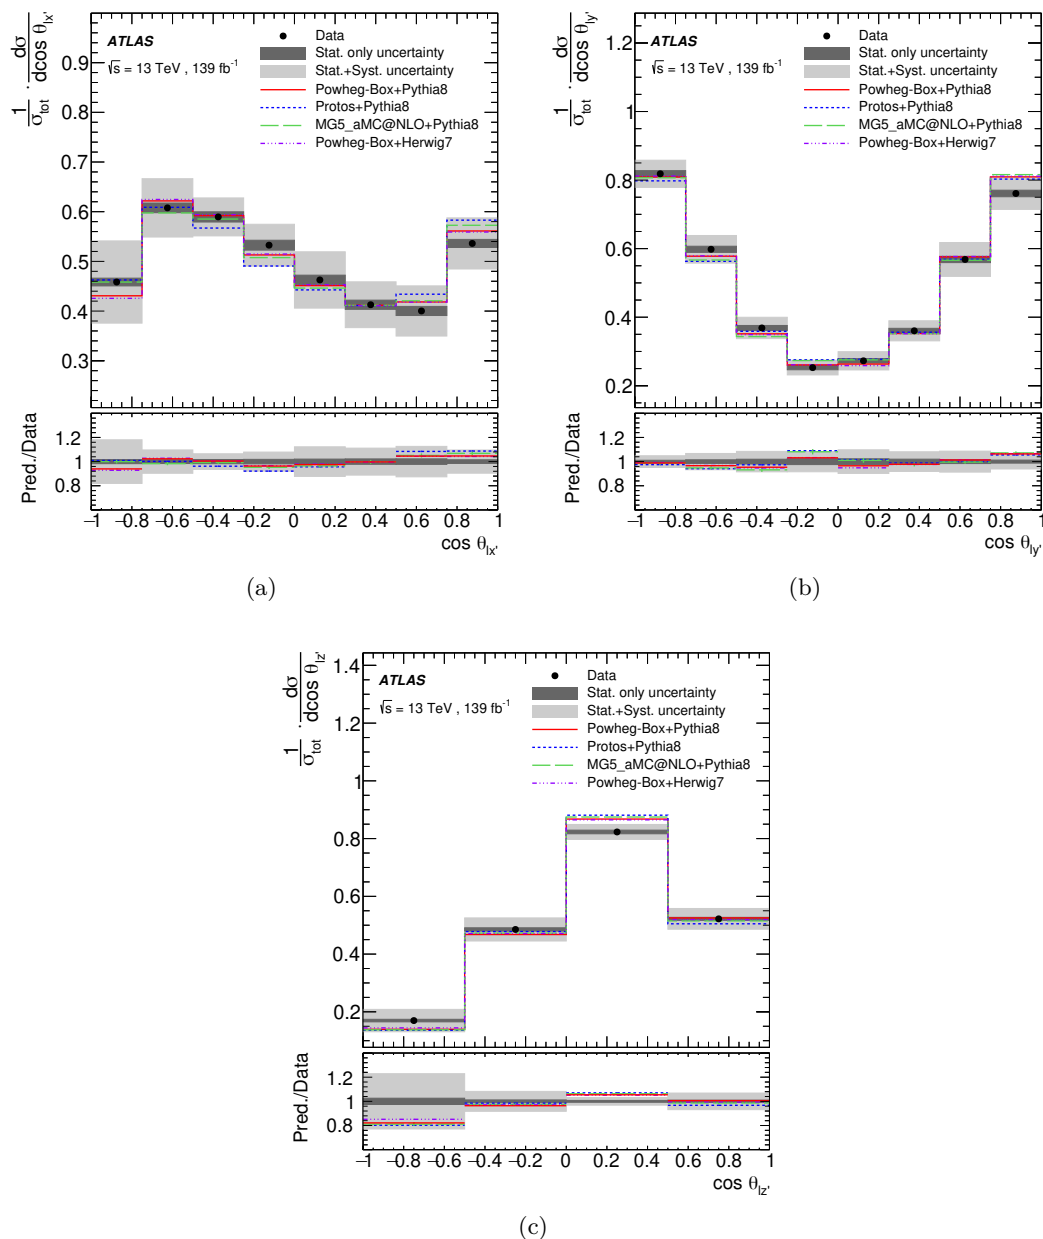 1/σ_tot · dσ/dcos θ_lx'
ATLAS
√s = 13 TeV , 139 fb⁻¹
Data
Stat. only uncertainty
Stat.+Syst. uncertainty
Powheg-Box+Pythia8
Protos+Pythia8
MG5_aMC@NLO+Pythia8
Powheg-Box+Herwig7
0.9
0.8
0.7
0.6
0.5
0.4
0.3
Pred./Data
1.2
1
0.8
−1 −0.8 −0.6 −0.4 −0.2 0 0.2 0.4 0.6 0.8 1
cos θ_lx'
(a)
1/σ_tot · dσ/dcos θ_ly'
ATLAS
√s = 13 TeV , 139 fb⁻¹
Data
Stat. only uncertainty
Stat.+Syst. uncertainty
Powheg-Box+Pythia8
Protos+Pythia8
MG5_aMC@NLO+Pythia8
Powheg-Box+Herwig7
1.2
1
0.8
0.6
0.4
0.2
Pred./Data
1.2
1
0.8
−1 −0.8 −0.6 −0.4 −0.2 0 0.2 0.4 0.6 0.8 1
cos θ_ly'
(b)
1/σ_tot · dσ/dcos θ_lz'
ATLAS
√s = 13 TeV , 139 fb⁻¹
Data
Stat. only uncertainty
Stat.+Syst. uncertainty
Powheg-Box+Pythia8
Protos+Pythia8
MG5_aMC@NLO+Pythia8
Powheg-Box+Herwig7
1.4
1.2
1
0.8
0.6
0.4
0.2
Pred./Data
1.2
1
0.8
−1 −0.8 −0.6 −0.4 −0.2 0 0.2 0.4 0.6 0.8 1
cos θ_lz'
(c)